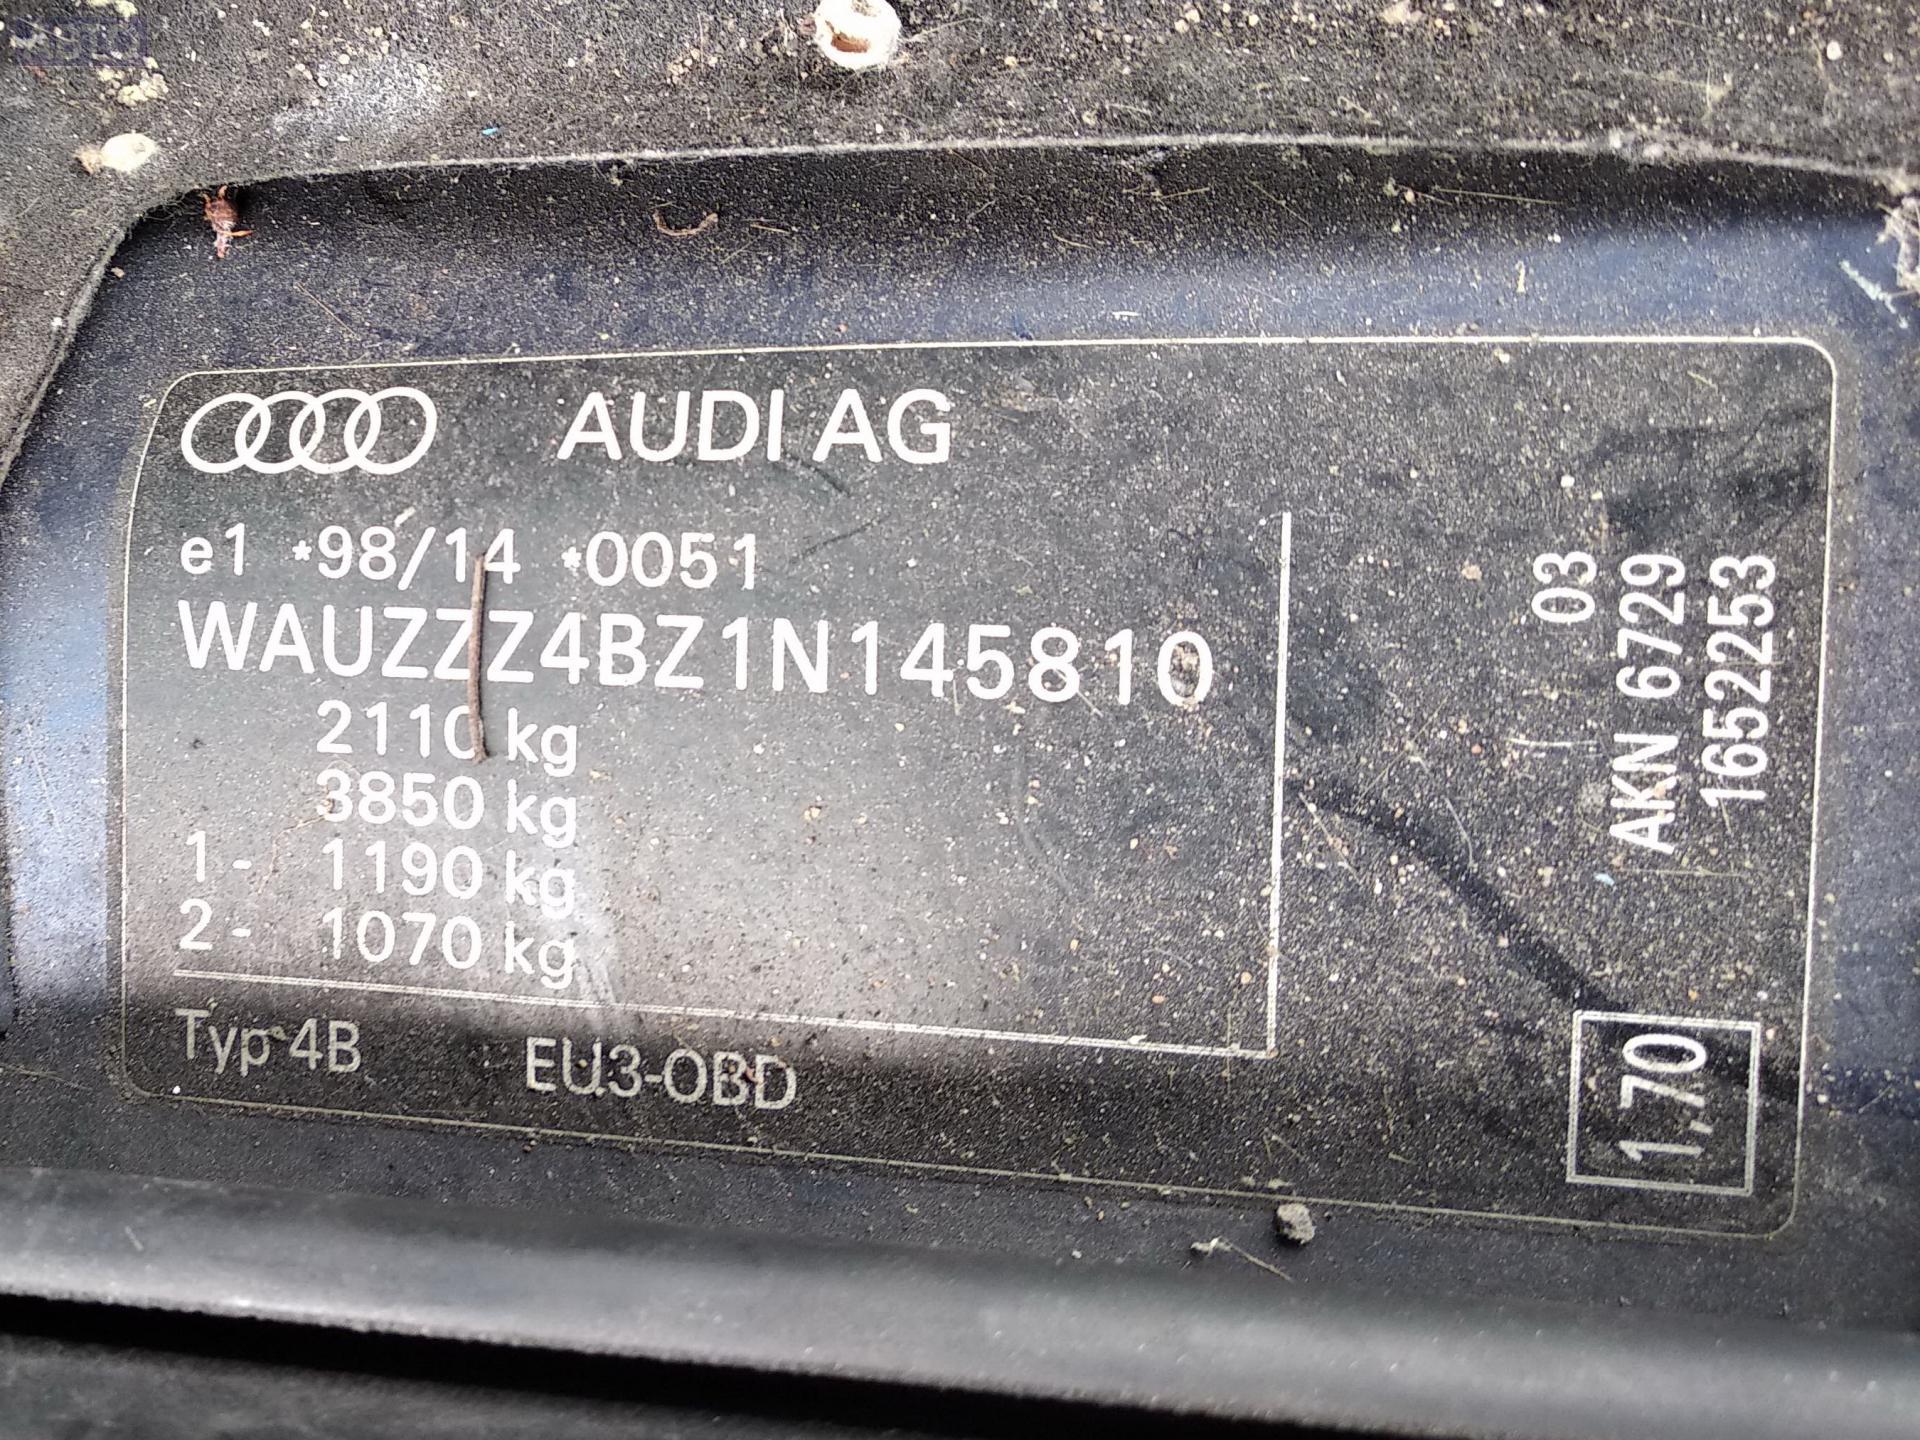 AUDI AG
e1 *98/14 *0051
WAUZZZ4BZ1N145810
2110 kg
3850 kg
1- 1190 kg
2- 1070 kg
Typ 4B EU3-OBD
03
AKN 6729
1652253
1,70